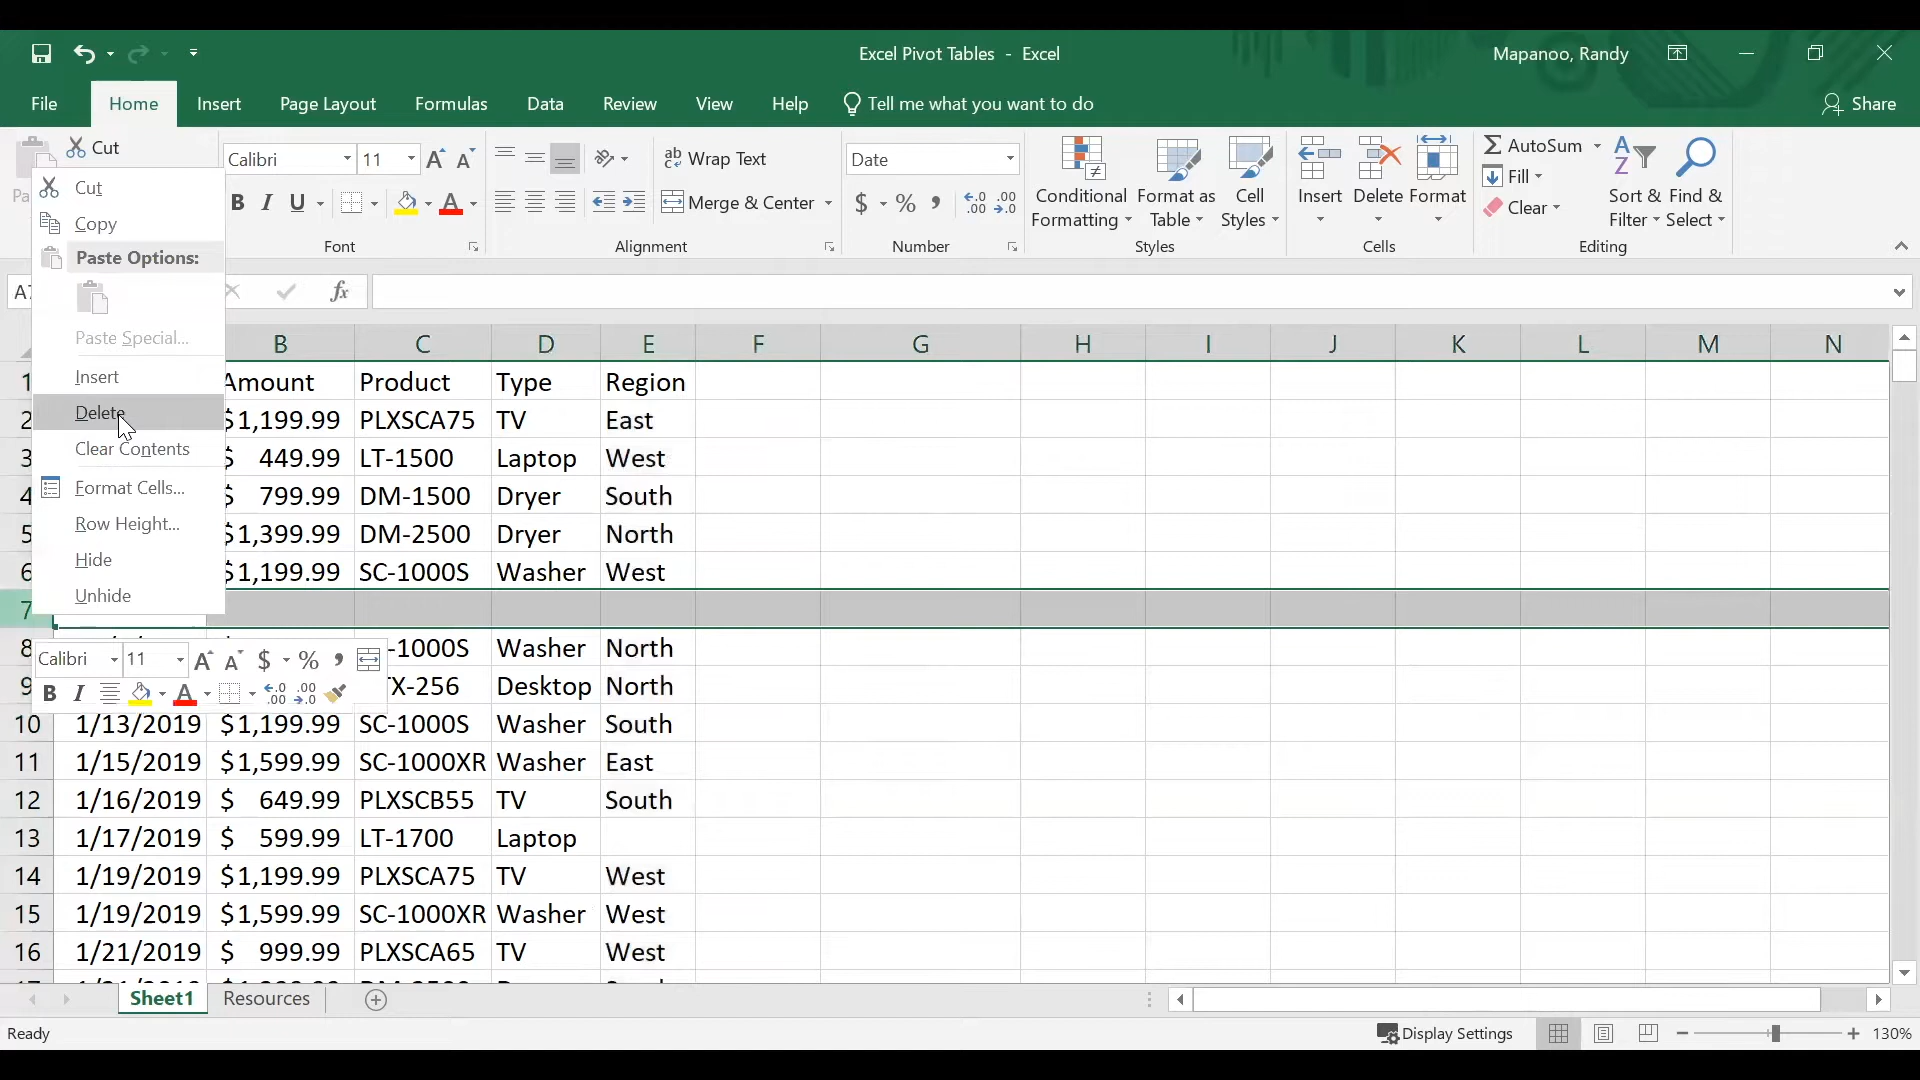 Excel Pivot Tables - Excel
Mapanoo, Randy
File Home Insert Page Layout Formulas Data Review View Help Tell me what you want to do Share
Cut
Calibri 11 Wrap Text Date AutoSum
Conditional Formatting Format as Table Cell Styles Insert Delete Format Fill Sort & Filter Find & Select
B I U Merge & Center $ % , Clear
Font Alignment Number Styles Cells Editing
fx
Cut
Copy
Paste Options:
Paste Special...
Insert
Delete
Clear Contents
Format Cells...
Row Height...
Hide
Unhide
B C D E F G H I J K L M N
1 Amount Product Type Region
2 $1,199.99 PLXSCA75 TV East
3 $ 449.99 LT-1500 Laptop West
4 $ 799.99 DM-1500 Dryer South
5 $1,399.99 DM-2500 Dryer North
6 $1,199.99 SC-1000S Washer West
7
8 -1000S Washer North
Calibri 11 A A $ % ,
9 X-256 Desktop North
B I A
10 1/13/2019 $1,199.99 SC-1000S Washer South
11 1/15/2019 $1,599.99 SC-1000XR Washer East
12 1/16/2019 $ 649.99 PLXSCB55 TV South
13 1/17/2019 $ 599.99 LT-1700 Laptop
14 1/19/2019 $1,199.99 PLXSCA75 TV West
15 1/19/2019 $1,599.99 SC-1000XR Washer West
16 1/21/2019 $ 999.99 PLXSCA65 TV West
Sheet1 Resources
Ready Display Settings 130%